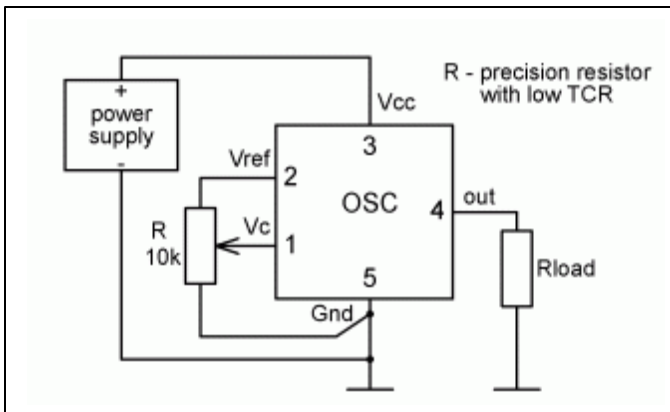 R - precision resistor
with low TCR
+
power
supply
-
Vcc
3
Vref
2
OSC
4
out
R
10k
Vc
1
5
Rload
Gnd